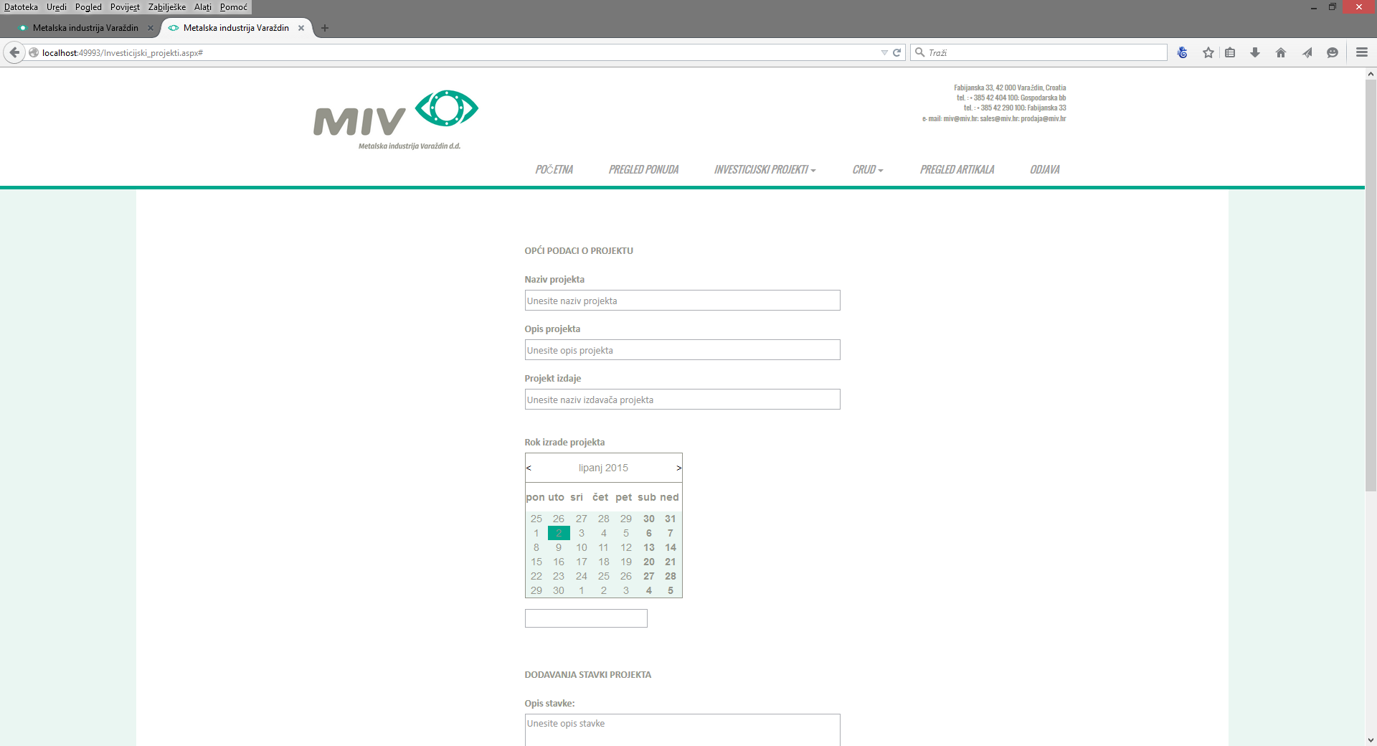 Datoteka Uredi Pogled Povijest Zabilješke Alati Pomoć
Metalska industrija Varaždin × Metalska industrija Varaždin × +
localhost:49993/Investicijski_projekti.aspx# Traži
Fabijanska 33, 42 000 Varaždin, Croatia
tel. : + 385 42 404 100; Gospodarska bb
tel. : + 385 42 290 100; Fabijanska 33
e- mail: miv@miv.hr; sales@miv.hr; prodaja@miv.hr
MIV
Metalska industrija Varaždin d.d.
POČETNA PREGLED PONUDA INVESTICIJSKI PROJEKTI CRUD PREGLED ARTIKALA ODJAVA
OPĆI PODACI O PROJEKTU
Naziv projekta
Unesite naziv projekta
Opis projekta
Unesite opis projekta
Projekt izdaje
Unesite naziv izdavača projekta
Rok izrade projekta
< lipanj 2015 >
pon uto sri čet pet sub ned
25 26 27 28 29 30 31
1 2 3 4 5 6 7
8 9 10 11 12 13 14
15 16 17 18 19 20 21
22 23 24 25 26 27 28
29 30 1 2 3 4 5
DODAVANJA STAVKI PROJEKTA
Opis stavke:
Unesite opis stavke